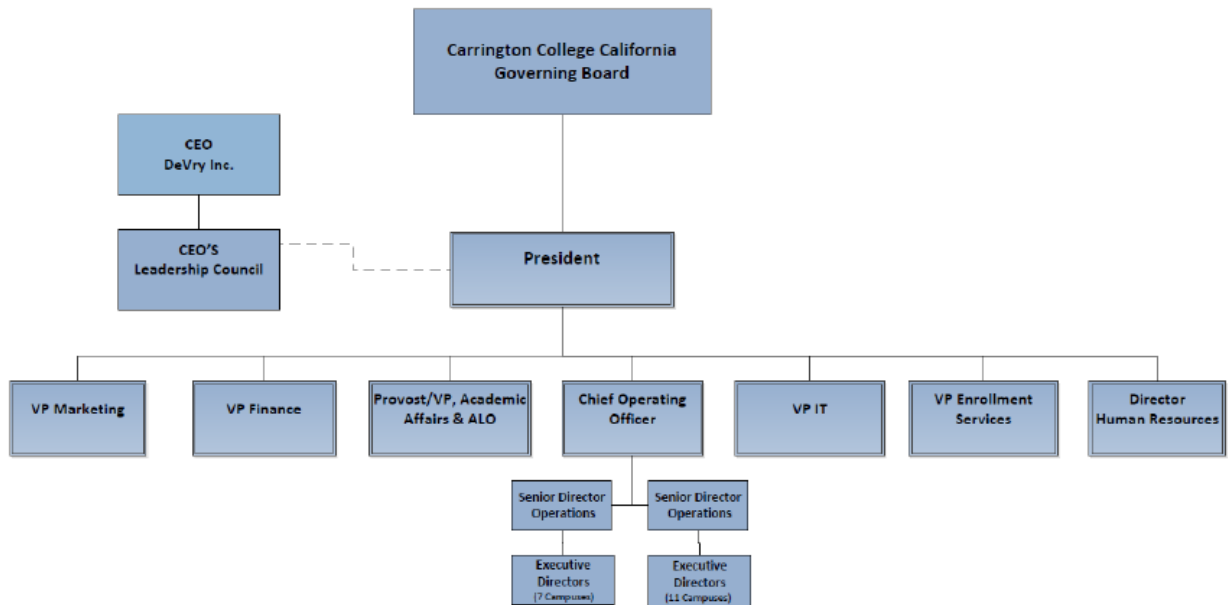 Carrington College California
Governing Board
CEO
DeVry Inc.
CEO'S
Leadership Council
President
VP Marketing
VP Finance
Provost/VP, Academic
Affairs & ALO
Chief Operating
Officer
VP IT
VP Enrollment
Services
Director
Human Resources
Senior Director
Operations
Senior Director
Operations
Executive
Directors
(7 Campuses)
Executive
Directors
(11 Campuses)